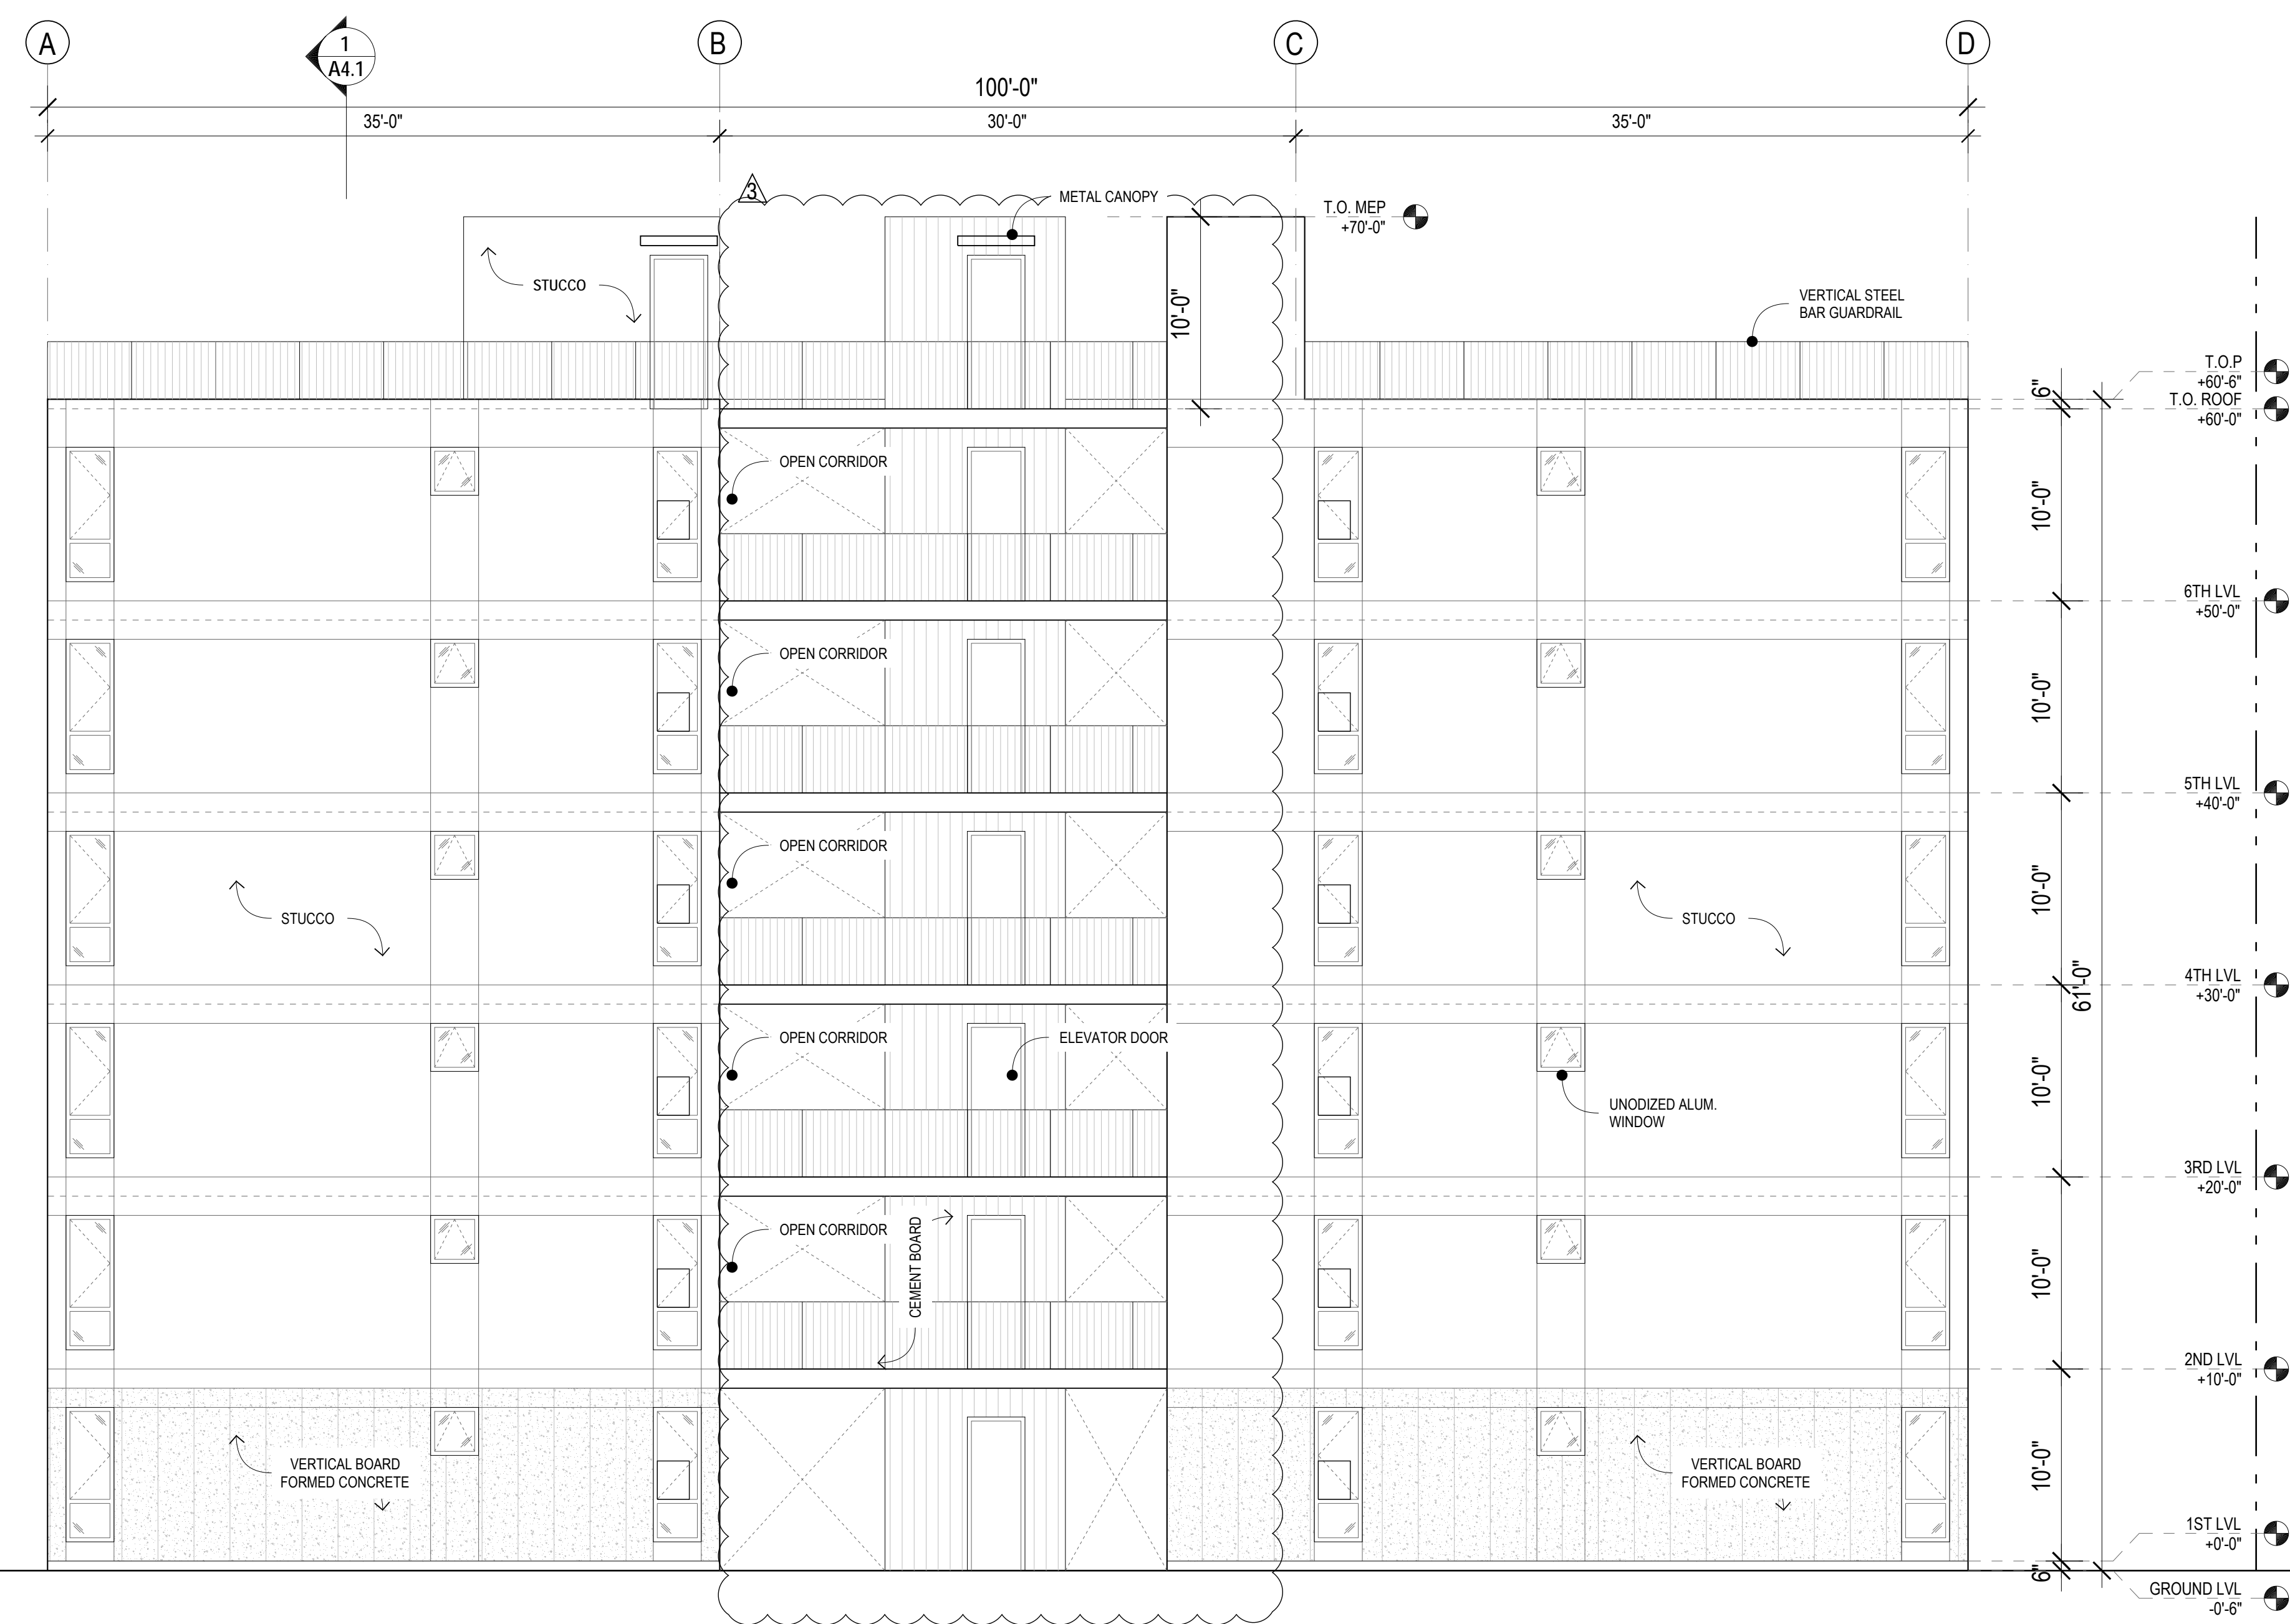 A
1
A4.1
B
C
D
100'-0"
35'-0"
30'-0"
35'-0"
3
METAL CANOPY
T.O. MEP
+70'-0"
STUCCO
10'-0"
VERTICAL STEEL
BAR GUARDRAIL
T.O.P
+60'-6"
6"
T.O. ROOF
+60'-0"
OPEN CORRIDOR
10'-0"
6TH LVL
+50'-0"
OPEN CORRIDOR
10'-0"
5TH LVL
+40'-0"
OPEN CORRIDOR
10'-0"
STUCCO
STUCCO
61'-0"
4TH LVL
+30'-0"
OPEN CORRIDOR
ELEVATOR DOOR
10'-0"
UNODIZED ALUM.
WINDOW
3RD LVL
+20'-0"
OPEN CORRIDOR
CEMENT BOARD
10'-0"
2ND LVL
+10'-0"
VERTICAL BOARD
FORMED CONCRETE
VERTICAL BOARD
FORMED CONCRETE
10'-0"
1ST LVL
+0'-0"
6"
GROUND LVL
-0'-6"